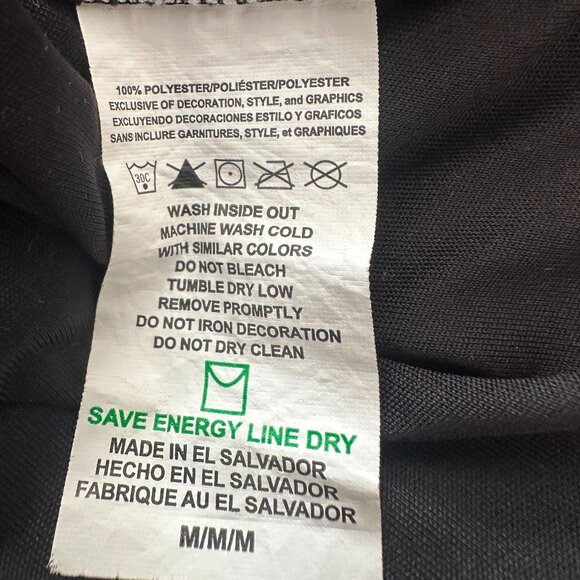 100% POLYESTER/POLIÉSTER/POLYESTER
EXCLUSIVE OF DECORATION, STYLE, and GRAPHICS
EXCLUYENDO DECORACIONES ESTILO Y GRAFICOS
SANS INCLURE GARNITURES, STYLE, et GRAPHIQUES
30C
WASH INSIDE OUT
MACHINE WASH COLD
WITH SIMILAR COLORS
DO NOT BLEACH
TUMBLE DRY LOW
REMOVE PROMPTLY
DO NOT IRON DECORATION
DO NOT DRY CLEAN
SAVE ENERGY LINE DRY
MADE IN EL SALVADOR
HECHO EN EL SALVADOR
FABRIQUE AU EL SALVADOR
M/M/M